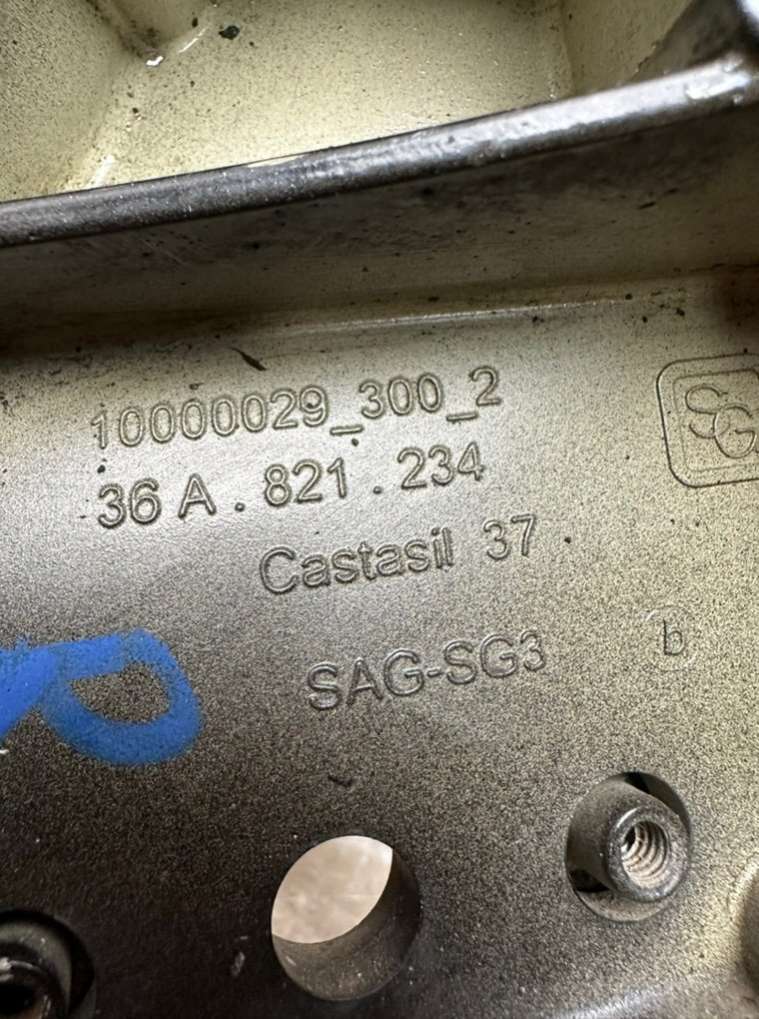 10000029_300_2
36 A . 821 . 234
SG
Castasil 37
SAG-SG3
b